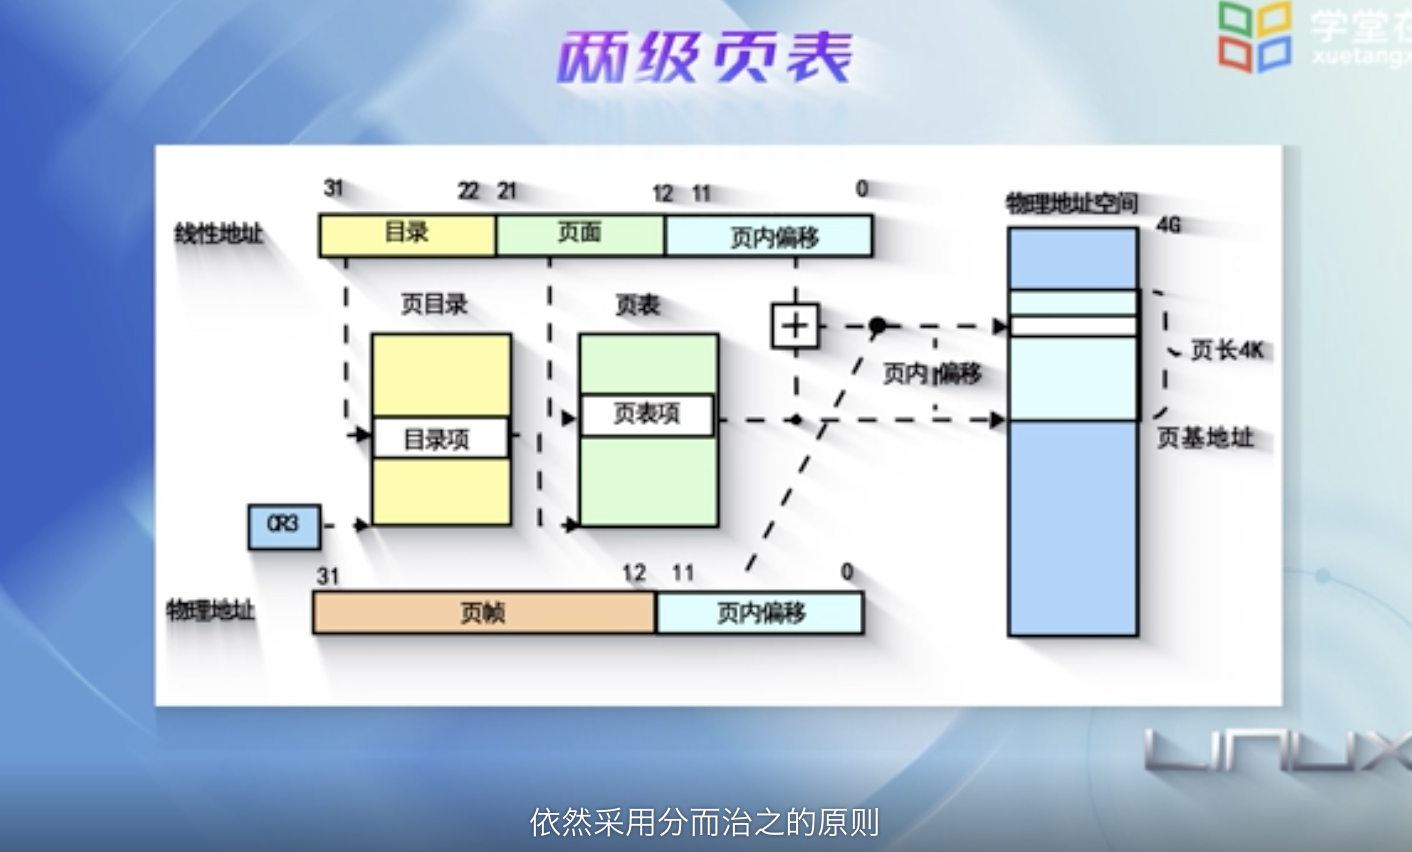 学堂在
xuetangx
两级页表
31 22 21 12 11 0
线性地址 目录 页面 页内偏移
物理地址空间
4G
页目录 页表
+
页长4K
页内偏移
目录项 页表项
页基地址
CR3
31 12 11 0
物理地址 页帧 页内偏移
LINUX
依然采用分而治之的原则